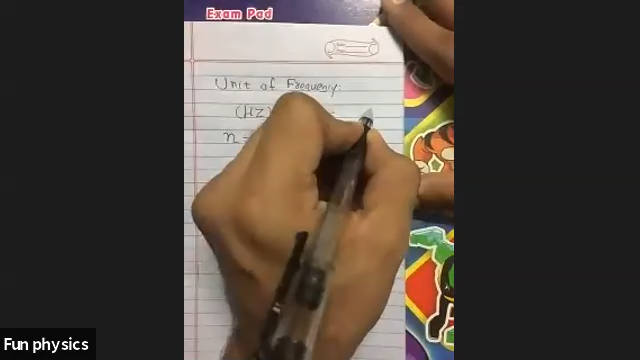 Exam Pad
Unit of Frequency:
(HZ)
n =
Fun physics